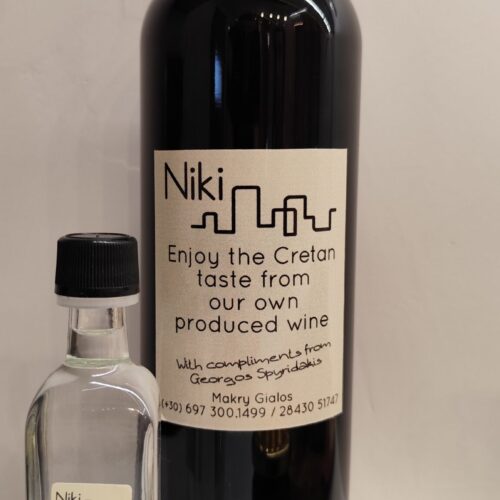 Niki
Enjoy the Cretan
taste from
our own
produced wine
With compliments from
Georgos Spyridakis
Makry Gialos
(+30) 697 300.1499 / 28430 51747
Niki